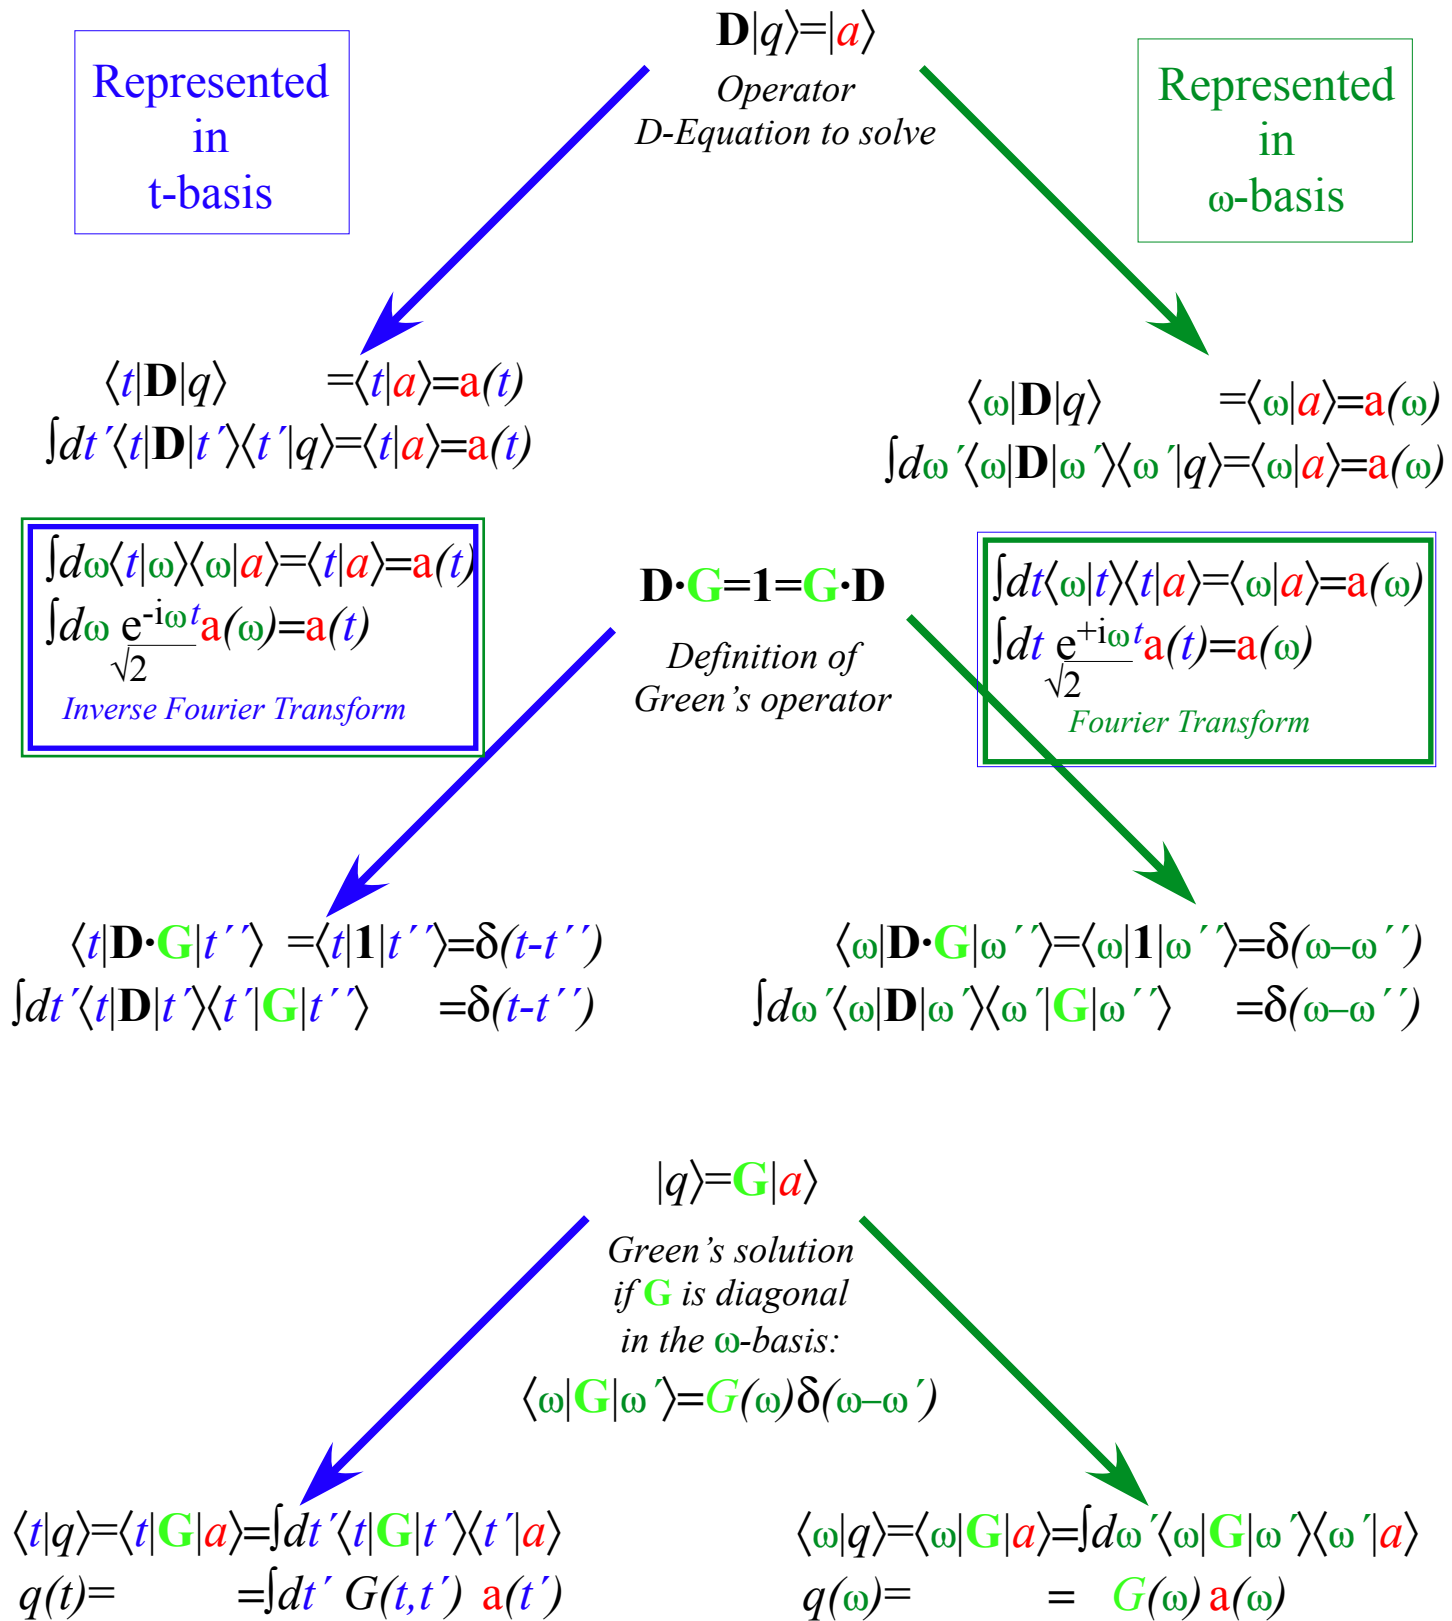 D|q⟩=|a⟩
Operator
D-Equation to solve
Represented
in
t-basis
Represented
in
ω-basis
⟨t|D|q⟩ =⟨t|a⟩=a(t)
∫dt´⟨t|D|t´⟩⟨t´|q⟩=⟨t|a⟩=a(t)
⟨ω|D|q⟩ =⟨ω|a⟩=a(ω)
∫dω´⟨ω|D|ω´⟩⟨ω´|q⟩=⟨ω|a⟩=a(ω)
∫dω⟨t|ω⟩⟨ω|a⟩=⟨t|a⟩=a(t)
∫dω e^-iωt a(ω)=a(t)
√2
Inverse Fourier Transform
D·G=1=G·D
Definition of
Green’s operator
∫dt⟨ω|t⟩⟨t|a⟩=⟨ω|a⟩=a(ω)
∫dt e^+iωt a(t)=a(ω)
√2
Fourier Transform
⟨t|D·G|t´´⟩ =⟨t|1|t´´⟩=δ(t-t´´)
∫dt´⟨t|D|t´⟩⟨t´|G|t´´⟩ =δ(t-t´´)
⟨ω|D·G|ω´´⟩=⟨ω|1|ω´´⟩=δ(ω–ω´´)
∫dω´⟨ω|D|ω´⟩⟨ω´|G|ω´´⟩ =δ(ω–ω´´)
|q⟩=G|a⟩
Green’s solution
if G is diagonal
in the ω-basis:
⟨ω|G|ω´⟩=G(ω)δ(ω–ω´)
⟨t|q⟩=⟨t|G|a⟩=∫dt´⟨t|G|t´⟩⟨t´|a⟩
q(t)= =∫dt´ G(t,t´) a(t´)
⟨ω|q⟩=⟨ω|G|a⟩=∫dω´⟨ω|G|ω´⟩⟨ω´|a⟩
q(ω)= = G(ω) a(ω)